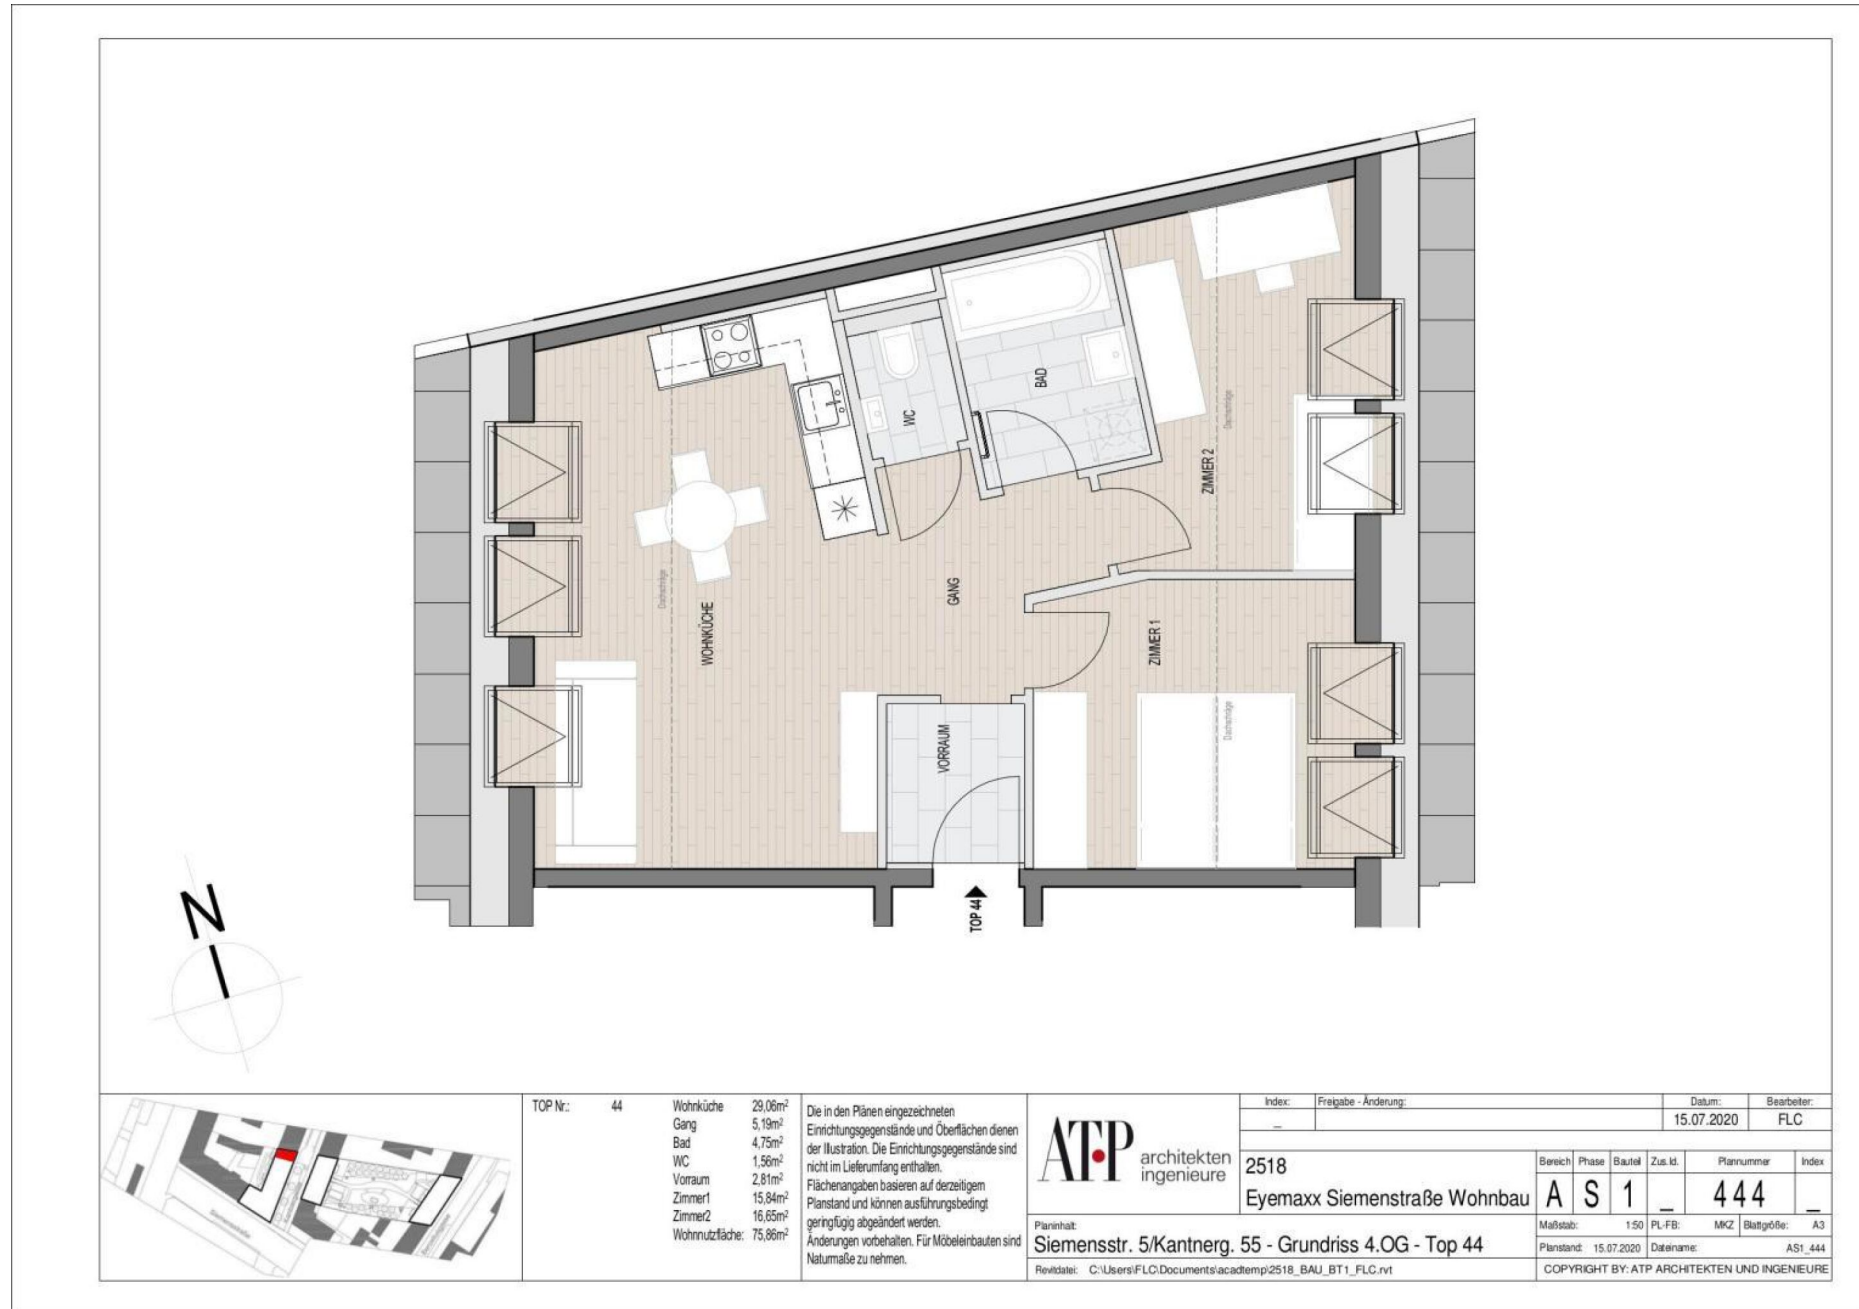 Dachschräge
BAD
WC
ZIMMER 2
Dachschräge
GANG
WOHNKÜCHE
ZIMMER 1
Dachschräge
VORRAUM
TOP 44
N
TOP Nr.: 44
Wohnküche 29,06m²
Gang 5,19m²
Bad 4,75m²
WC 1,56m²
Vorraum 2,81m²
Zimmer1 15,84m²
Zimmer2 16,65m²
Wohnnutzfläche: 75,86m²
Die in den Plänen eingezeichneten
Einrichtungsgegenstände und Oberflächen dienen
der Illustration. Die Einrichtungsgegenstände sind
nicht im Lieferumfang enthalten.
Flächenangaben basieren auf derzeitigem
Planstand und können ausführungsbedingt
geringfügig abgeändert werden.
Änderungen vorbehalten. Für Möbeleinbauten sind
Naturmaße zu nehmen.
ATP architekten
ingenieure
Index: Freigabe - Änderung: Datum: Bearbeiter:
_ 15.07.2020 FLC
2518
Eyemaxx Siemenstraße Wohnbau
Bereich Phase Bauteil Zus.Id. Plannummer Index
A S 1 _ 444 _
Maßstab: 1:50 PL-FB: MKZ Blattgröße: A3
Planstand: 15.07.2020 Dateiname: AS1_444
Planinhalt:
Siemensstr. 5/Kantnerg. 55 - Grundriss 4.OG - Top 44
Revitdatei: C:\Users\FLC\Documents\acadtemp\2518_BAU_BT1_FLC.rvt
COPYRIGHT BY: ATP ARCHITEKTEN UND INGENIEURE